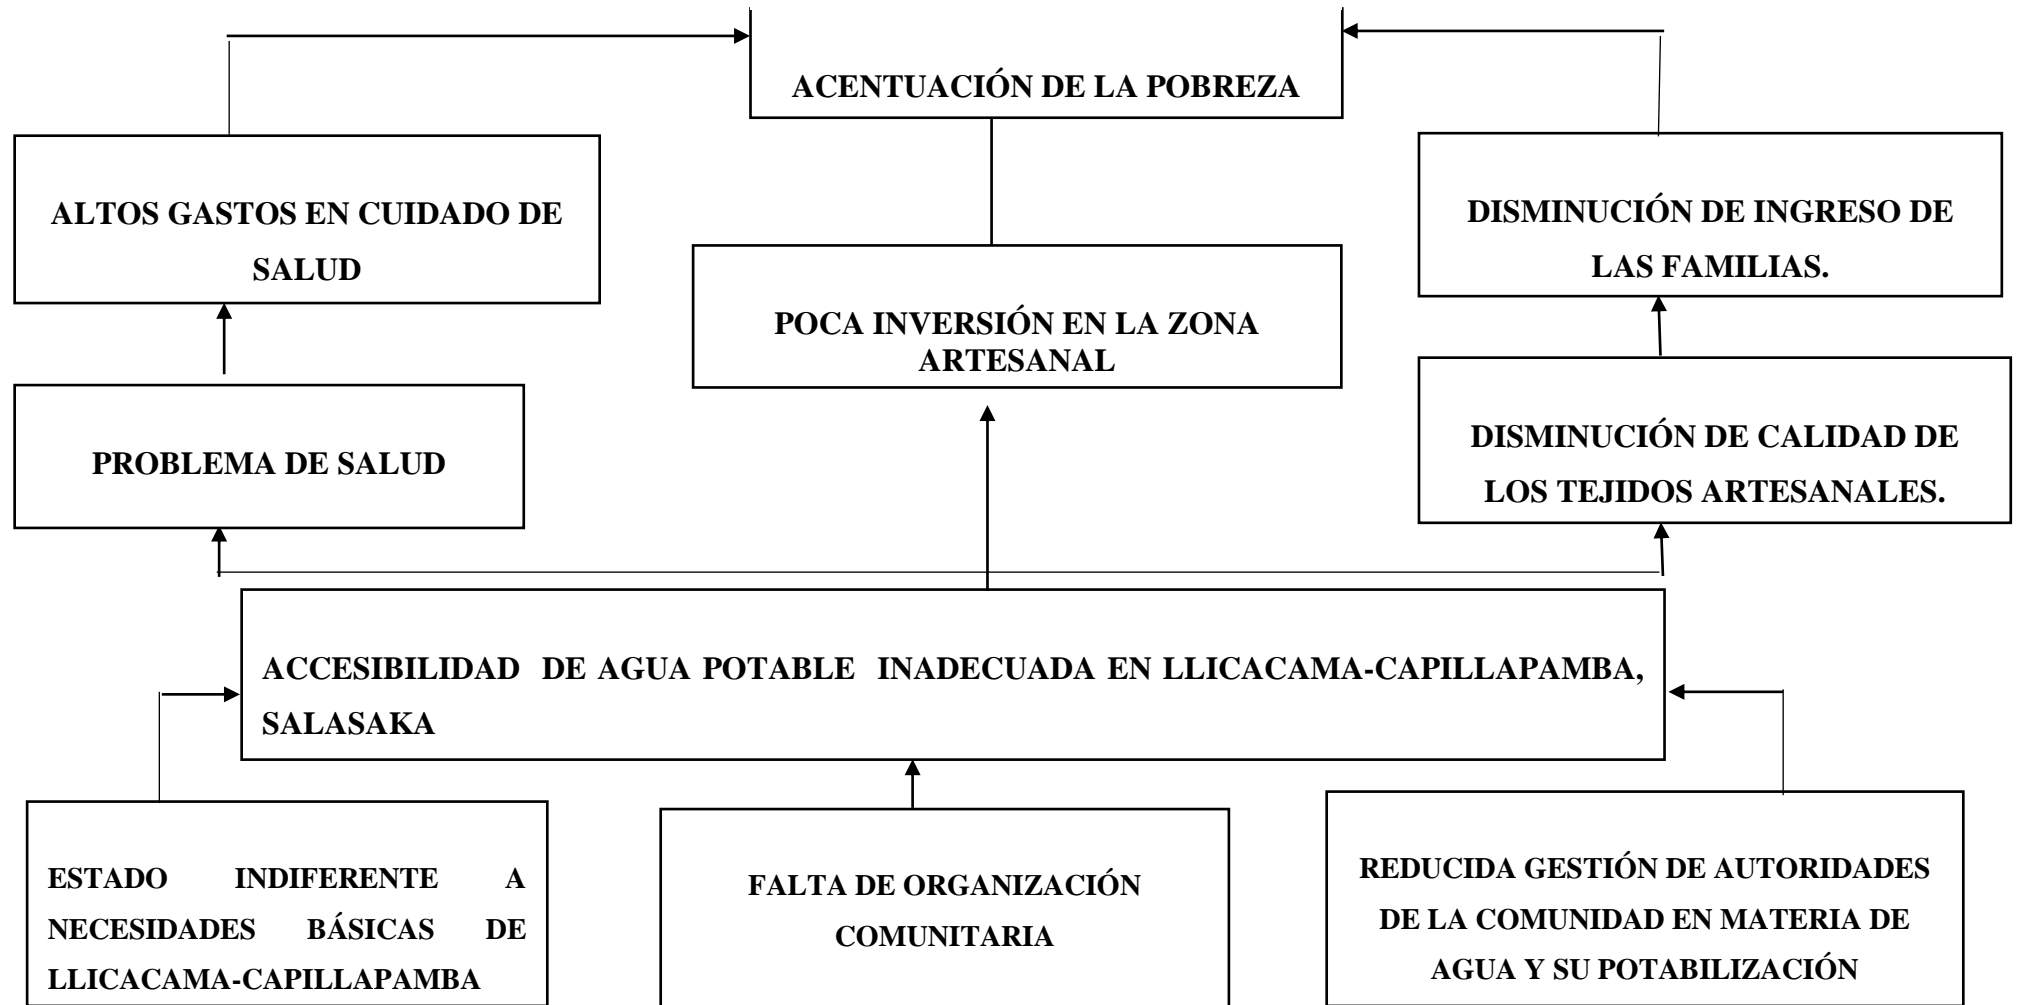 ACENTUACIÓN DE LA POBREZA
ALTOS GASTOS EN CUIDADO DE
SALUD
POCA INVERSIÓN EN LA ZONA
ARTESANAL
DISMINUCIÓN DE INGRESO DE
LAS FAMILIAS.
PROBLEMA DE SALUD
DISMINUCIÓN DE CALIDAD DE
LOS TEJIDOS ARTESANALES.
ACCESIBILIDAD DE AGUA POTABLE INADECUADA EN LLICACAMA-CAPILLAPAMBA,
SALASAKA
ESTADO INDIFERENTE A
NECESIDADES BÁSICAS DE
LLICACAMA-CAPILLAPAMBA
FALTA DE ORGANIZACIÓN
COMUNITARIA
REDUCIDA GESTIÓN DE AUTORIDADES
DE LA COMUNIDAD EN MATERIA DE
AGUA Y SU POTABILIZACIÓN